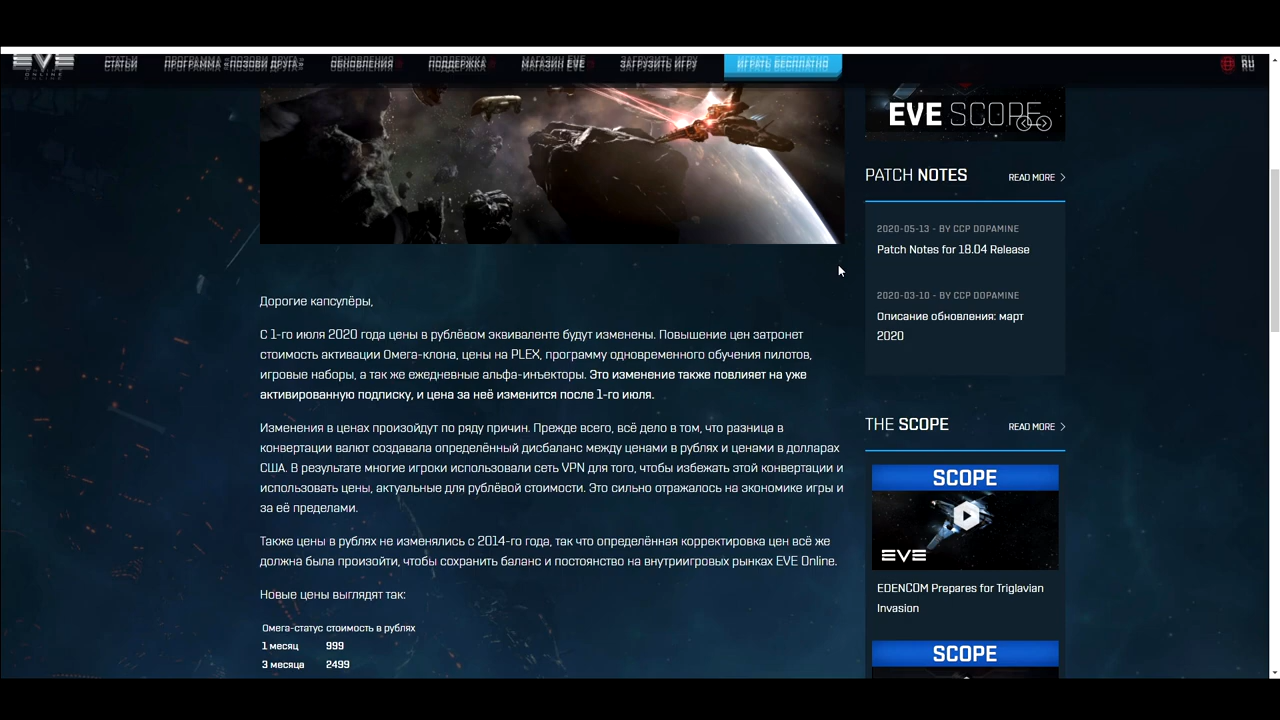 EVE
ONLINE
СТАТЬИ
ПРОГРАММА «ПОЗОВИ ДРУГА»
ОБНОВЛЕНИЯ
ПОДДЕРЖКА
МАГАЗИН EVE
ЗАГРУЗИТЬ ИГРУ
ИГРАТЬ БЕСПЛАТНО
RU
Дорогие капсулёры,
С 1-го июля 2020 года цены в рублёвом эквиваленте будут изменены. Повышение цен затронет
стоимость активации Омега-клона, цены на PLEX, программу одновременного обучения пилотов,
игровые наборы, а так же ежедневные альфа-инъекторы. Это изменение также повлияет на уже
активированную подписку, и цена за неё изменится после 1-го июля.
Изменения в ценах произойдут по ряду причин. Прежде всего, всё дело в том, что разница в
конвертации валют создавала определённый дисбаланс между ценами в рублях и ценами в долларах
США. В результате многие игроки использовали сеть VPN для того, чтобы избежать этой конвертации и
использовать цены, актуальные для рублёвой стоимости. Это сильно отражалось на экономике игры и
за её пределами.
Также цены в рублях не изменялись с 2014-го года, так что определённая корректировка цен всё же
должна была произойти, чтобы сохранить баланс и постоянство на внутриигровых рынках EVE Online.
Новые цены выглядят так:
Омега-статус стоимость в рублях
1 месяц 999
3 месяца 2499
EVE SCOPE
PATCH NOTES
READ MORE
2020-05-13 - BY CCP DOPAMINE
Patch Notes for 18.04 Release
2020-03-10 - BY CCP DOPAMINE
Описание обновления: март
2020
THE SCOPE
READ MORE
SCOPE
EVE
EDENCOM Prepares for Triglavian
Invasion
SCOPE